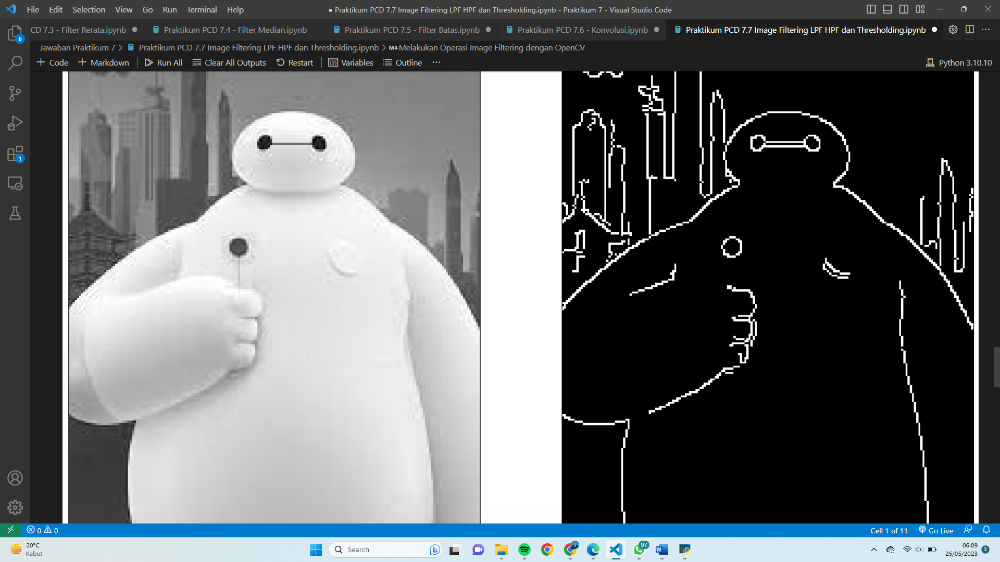 File Edit Selection View Go Run Terminal Help
● Praktikum PCD 7.7 Image Filtering LPF HPF dan Thresholding.ipynb - Praktikum 7 - Visual Studio Code
CD 7.3 - Filter Rerata.ipynb ● Praktikum PCD 7.4 - Filter Median.ipynb Praktikum PCD 7.5 - Filter Batas.ipynb ● Praktikum PCD 7.6 - Konvolusi.ipynb ● Praktikum PCD 7.7 Image Filtering LPF HPF dan Thresholding.ipynb ●
Jawaban Praktikum 7 > Praktikum PCD 7.7 Image Filtering LPF HPF dan Thresholding.ipynb > M↓Melakukan Operasi Image Filtering dengan OpenCV
+ Code + Markdown Run All Clear All Outputs Restart Variables Outline ··· Python 3.10.10
6
1
0 0
Cell 1 of 11 Go Live
20°C
Kabut
Search
97
06:09
25/05/2023
3